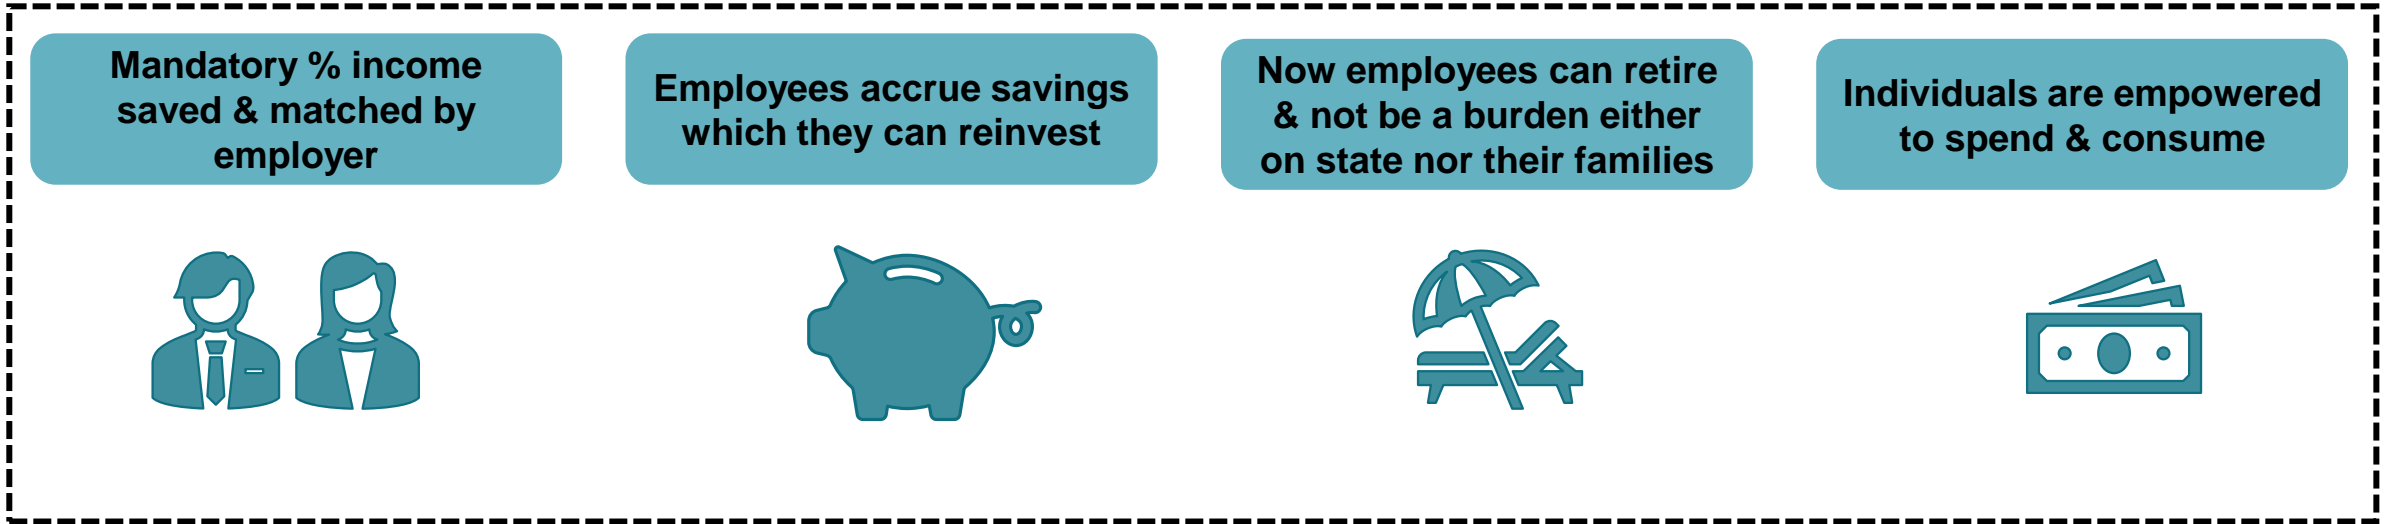 Mandatory % income
saved & matched by
employer
Employees accrue savings
which they can reinvest
Now employees can retire
& not be a burden either
on state nor their families
Individuals are empowered
to spend & consume